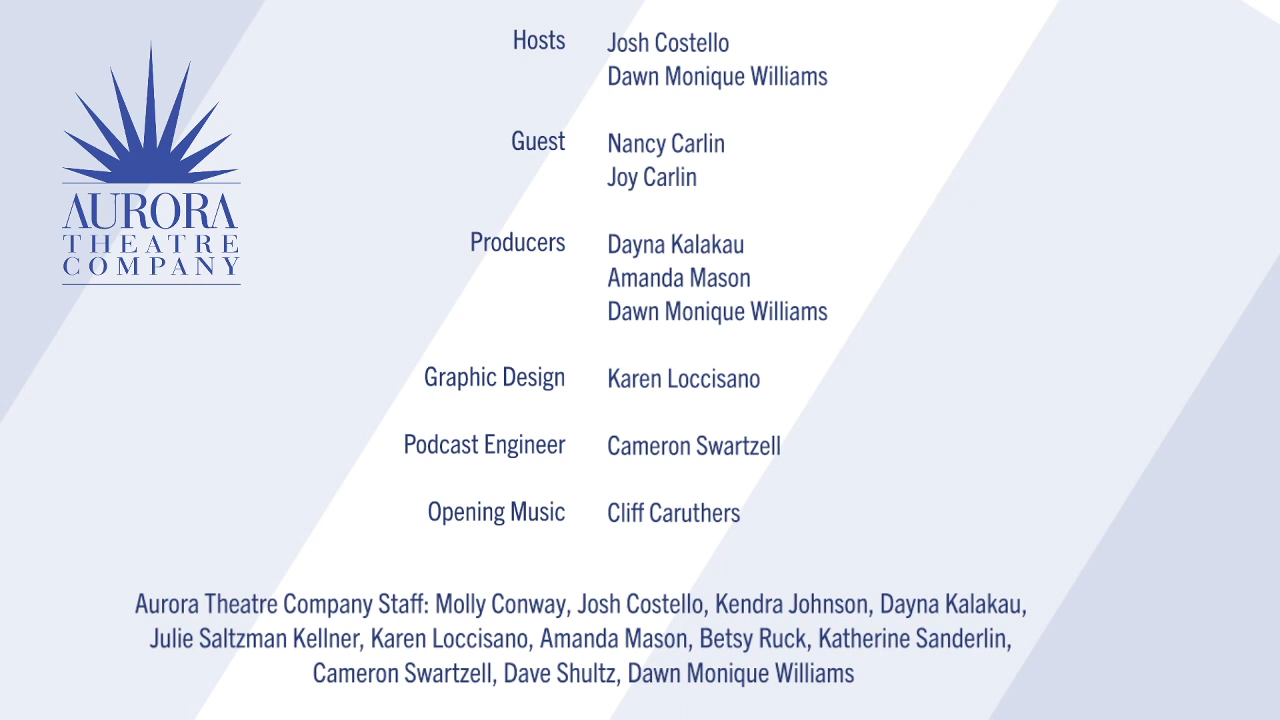 AURORA
THEATRE
COMPANY
Hosts Josh Costello
Dawn Monique Williams
Guest Nancy Carlin
Joy Carlin
Producers Dayna Kalakau
Amanda Mason
Dawn Monique Williams
Graphic Design Karen Loccisano
Podcast Engineer Cameron Swartzell
Opening Music Cliff Caruthers
Aurora Theatre Company Staff: Molly Conway, Josh Costello, Kendra Johnson, Dayna Kalakau,
Julie Saltzman Kellner, Karen Loccisano, Amanda Mason, Betsy Ruck, Katherine Sanderlin,
Cameron Swartzell, Dave Shultz, Dawn Monique Williams